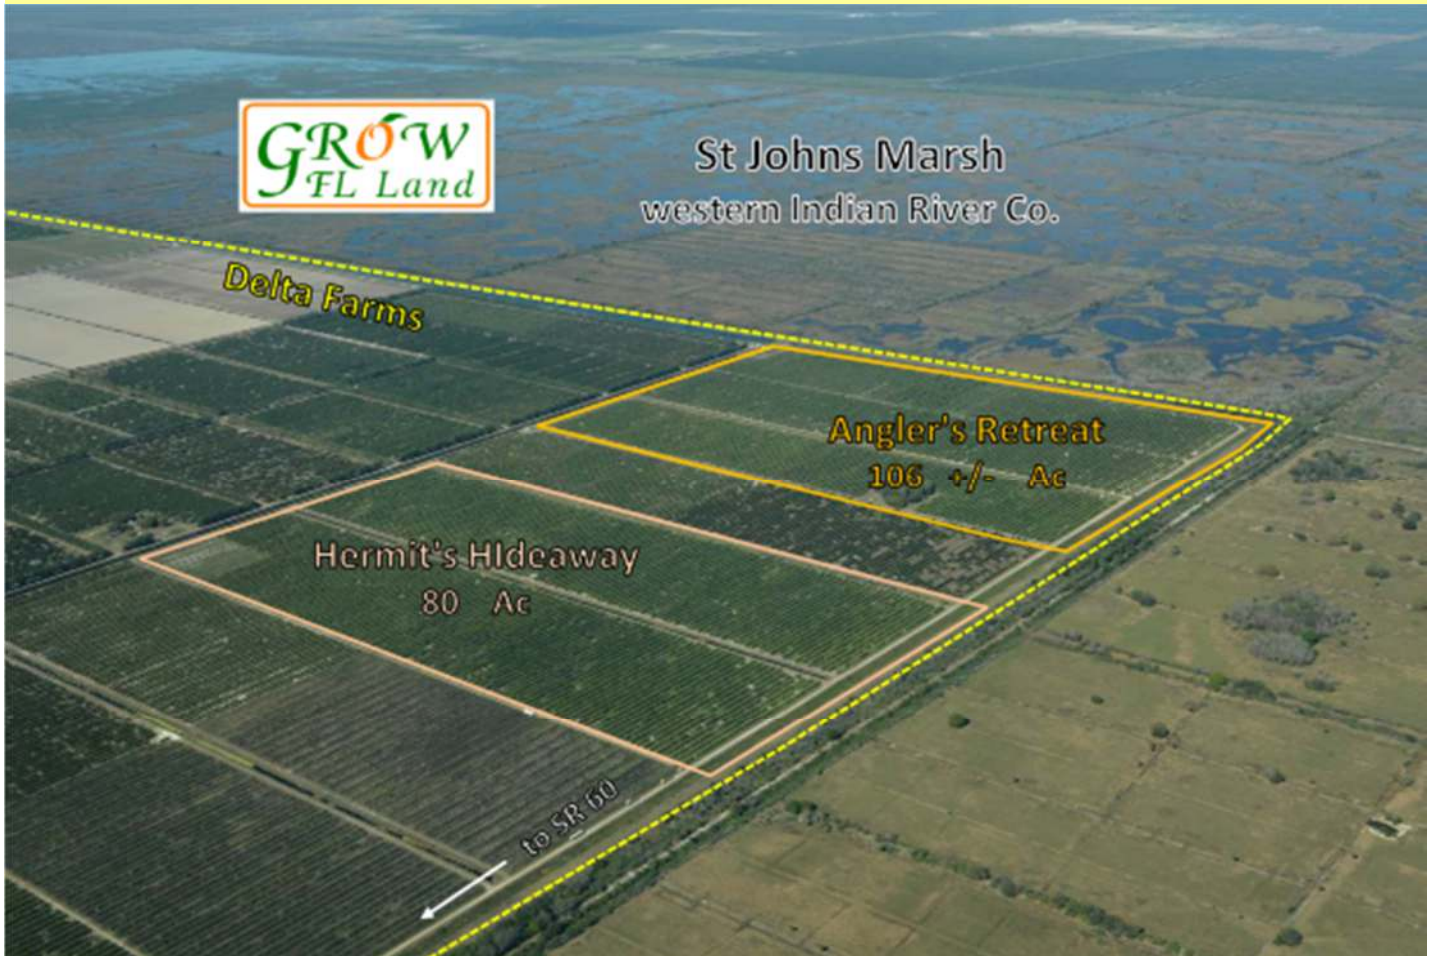 GROW
FL Land
St Johns Marsh
western Indian River Co.
Delta Farms
Angler's Retreat
106 +/- Ac
Hermit's HIdeaway
80 Ac
to SR 60